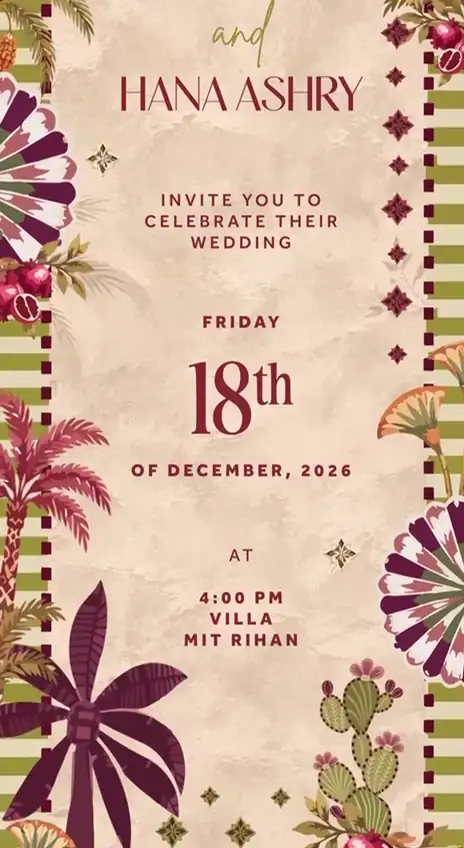 and
HANA ASHRY
INVITE YOU TO
CELEBRATE THEIR
WEDDING
FRIDAY
18th
OF DECEMBER, 2026
AT
4:00 PM
VILLA
MIT RIHAN